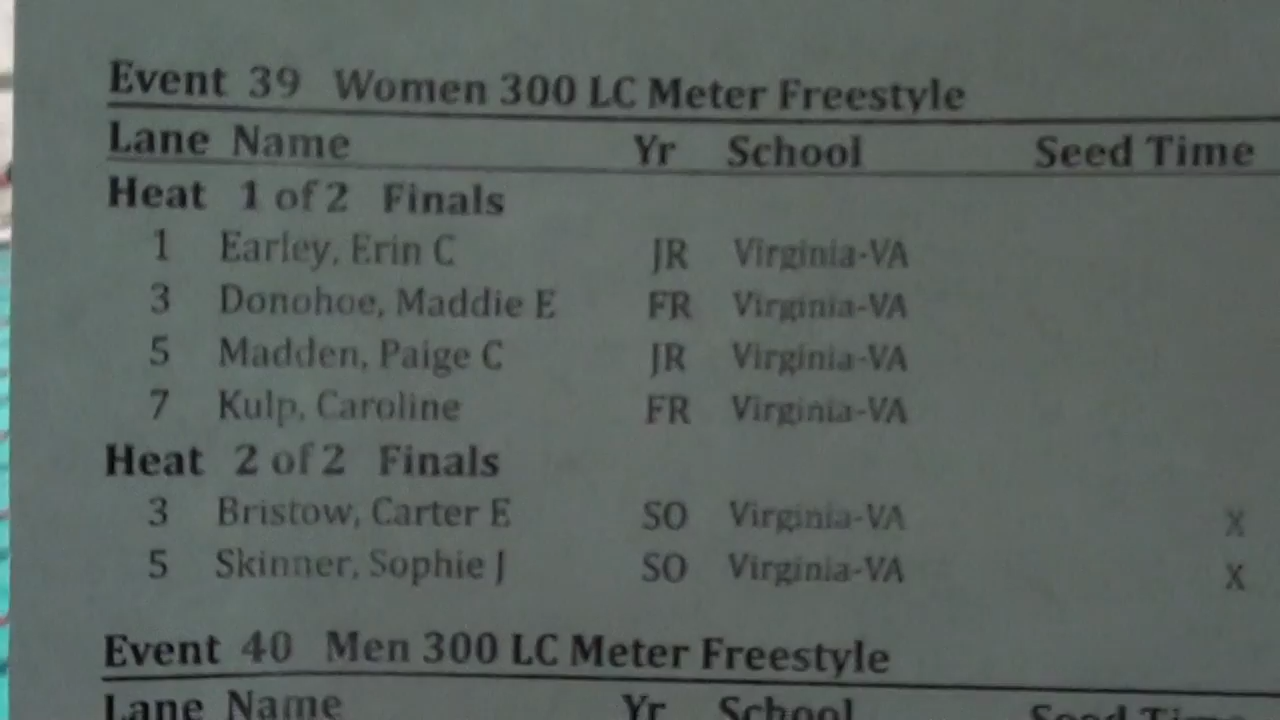 Event 39 Women 300 LC Meter Freestyle
Lane Name Yr School Seed Time
Heat 1 of 2 Finals
1 Earley, Erin C JR Virginia-VA
3 Donohoe, Maddie E FR Virginia-VA
5 Madden, Paige C JR Virginia-VA
7 Kulp, Caroline FR Virginia-VA
Heat 2 of 2 Finals
3 Bristow, Carter E SO Virginia-VA X
5 Skinner, Sophie J SO Virginia-VA X
Event 40 Men 300 LC Meter Freestyle
Lane Name Yr School Seed Time